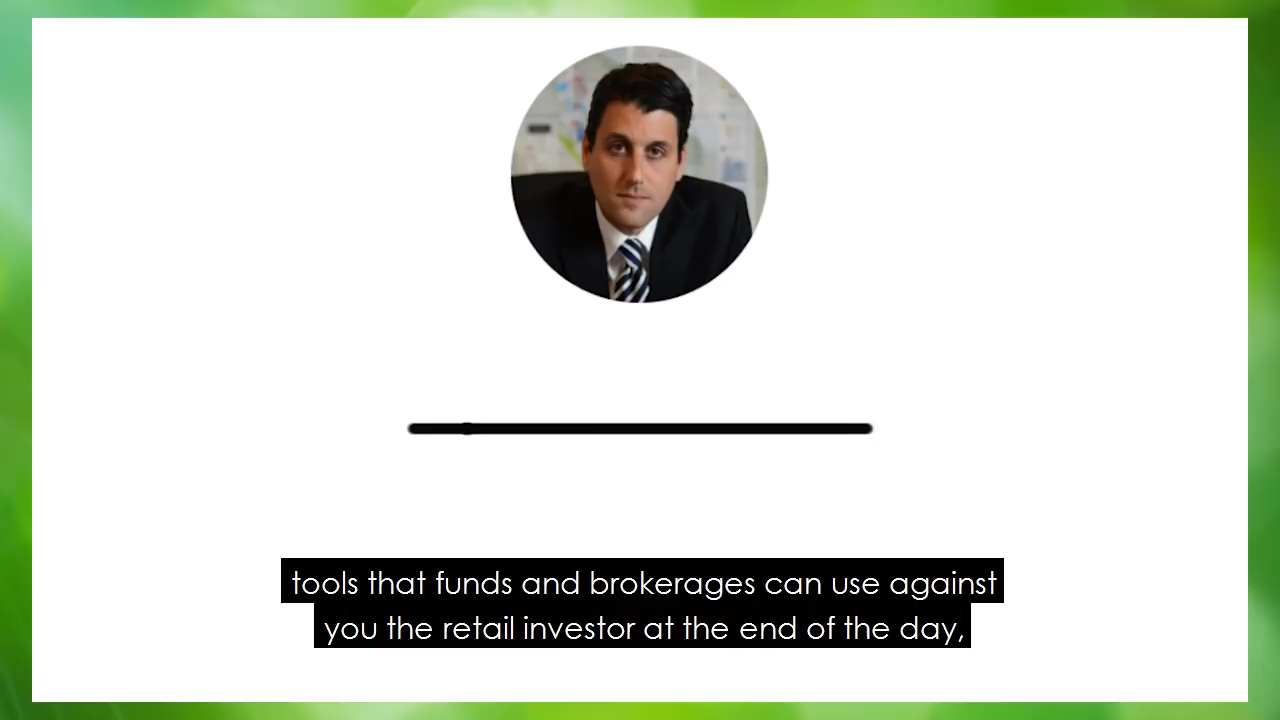 tools that funds and brokerages can use against
you the retail investor at the end of the day,